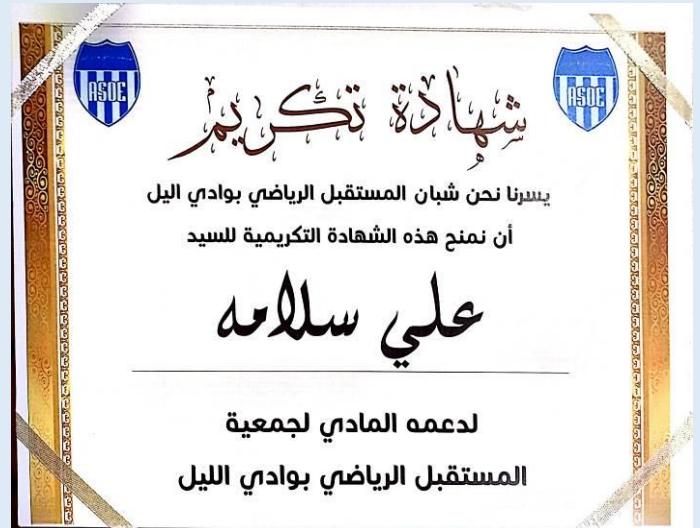 ASOE
ASOE
شهادة تكريم
يسرنا نحن شبان المستقبل الرياضي بوادي اليل
أن نمنح هذه الشهادة التكريمية للسيد
علي سلامه
لدعمه المادي لجمعية
المستقبل الرياضي بوادي الليل